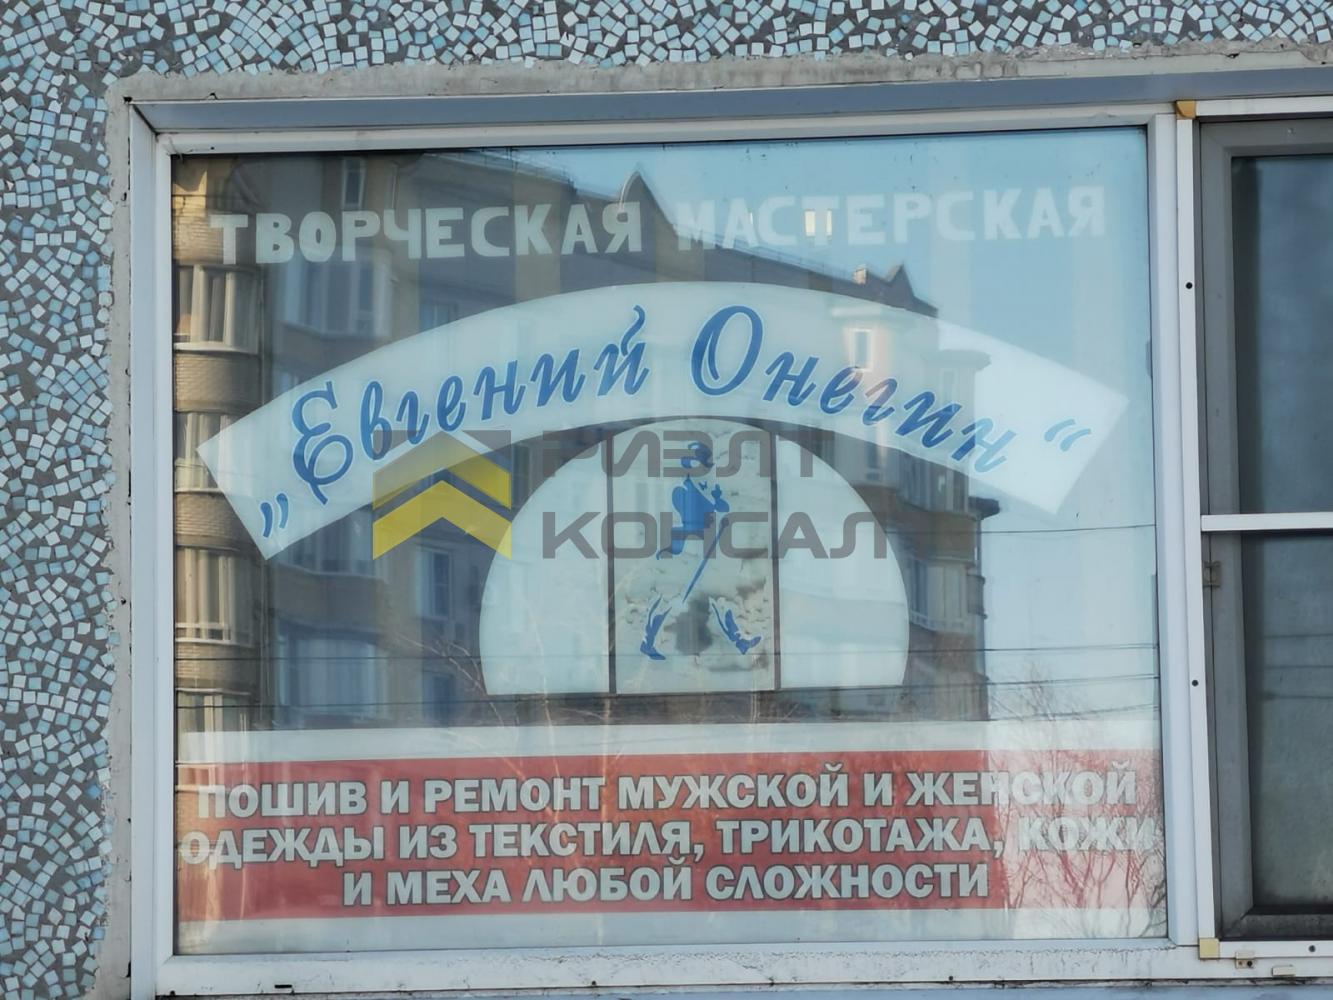 ТВОРЧЕСКАЯ МАСТЕРСКАЯ
„Евгений Онегин“
РИЭЛТ
КОНСАЛ
ПОШИВ И РЕМОНТ МУЖСКОЙ И ЖЕНСКОЙ
ОДЕЖДЫ ИЗ ТЕКСТИЛЯ, ТРИКОТАЖА, КОЖИ
И МЕХА ЛЮБОЙ СЛОЖНОСТИ